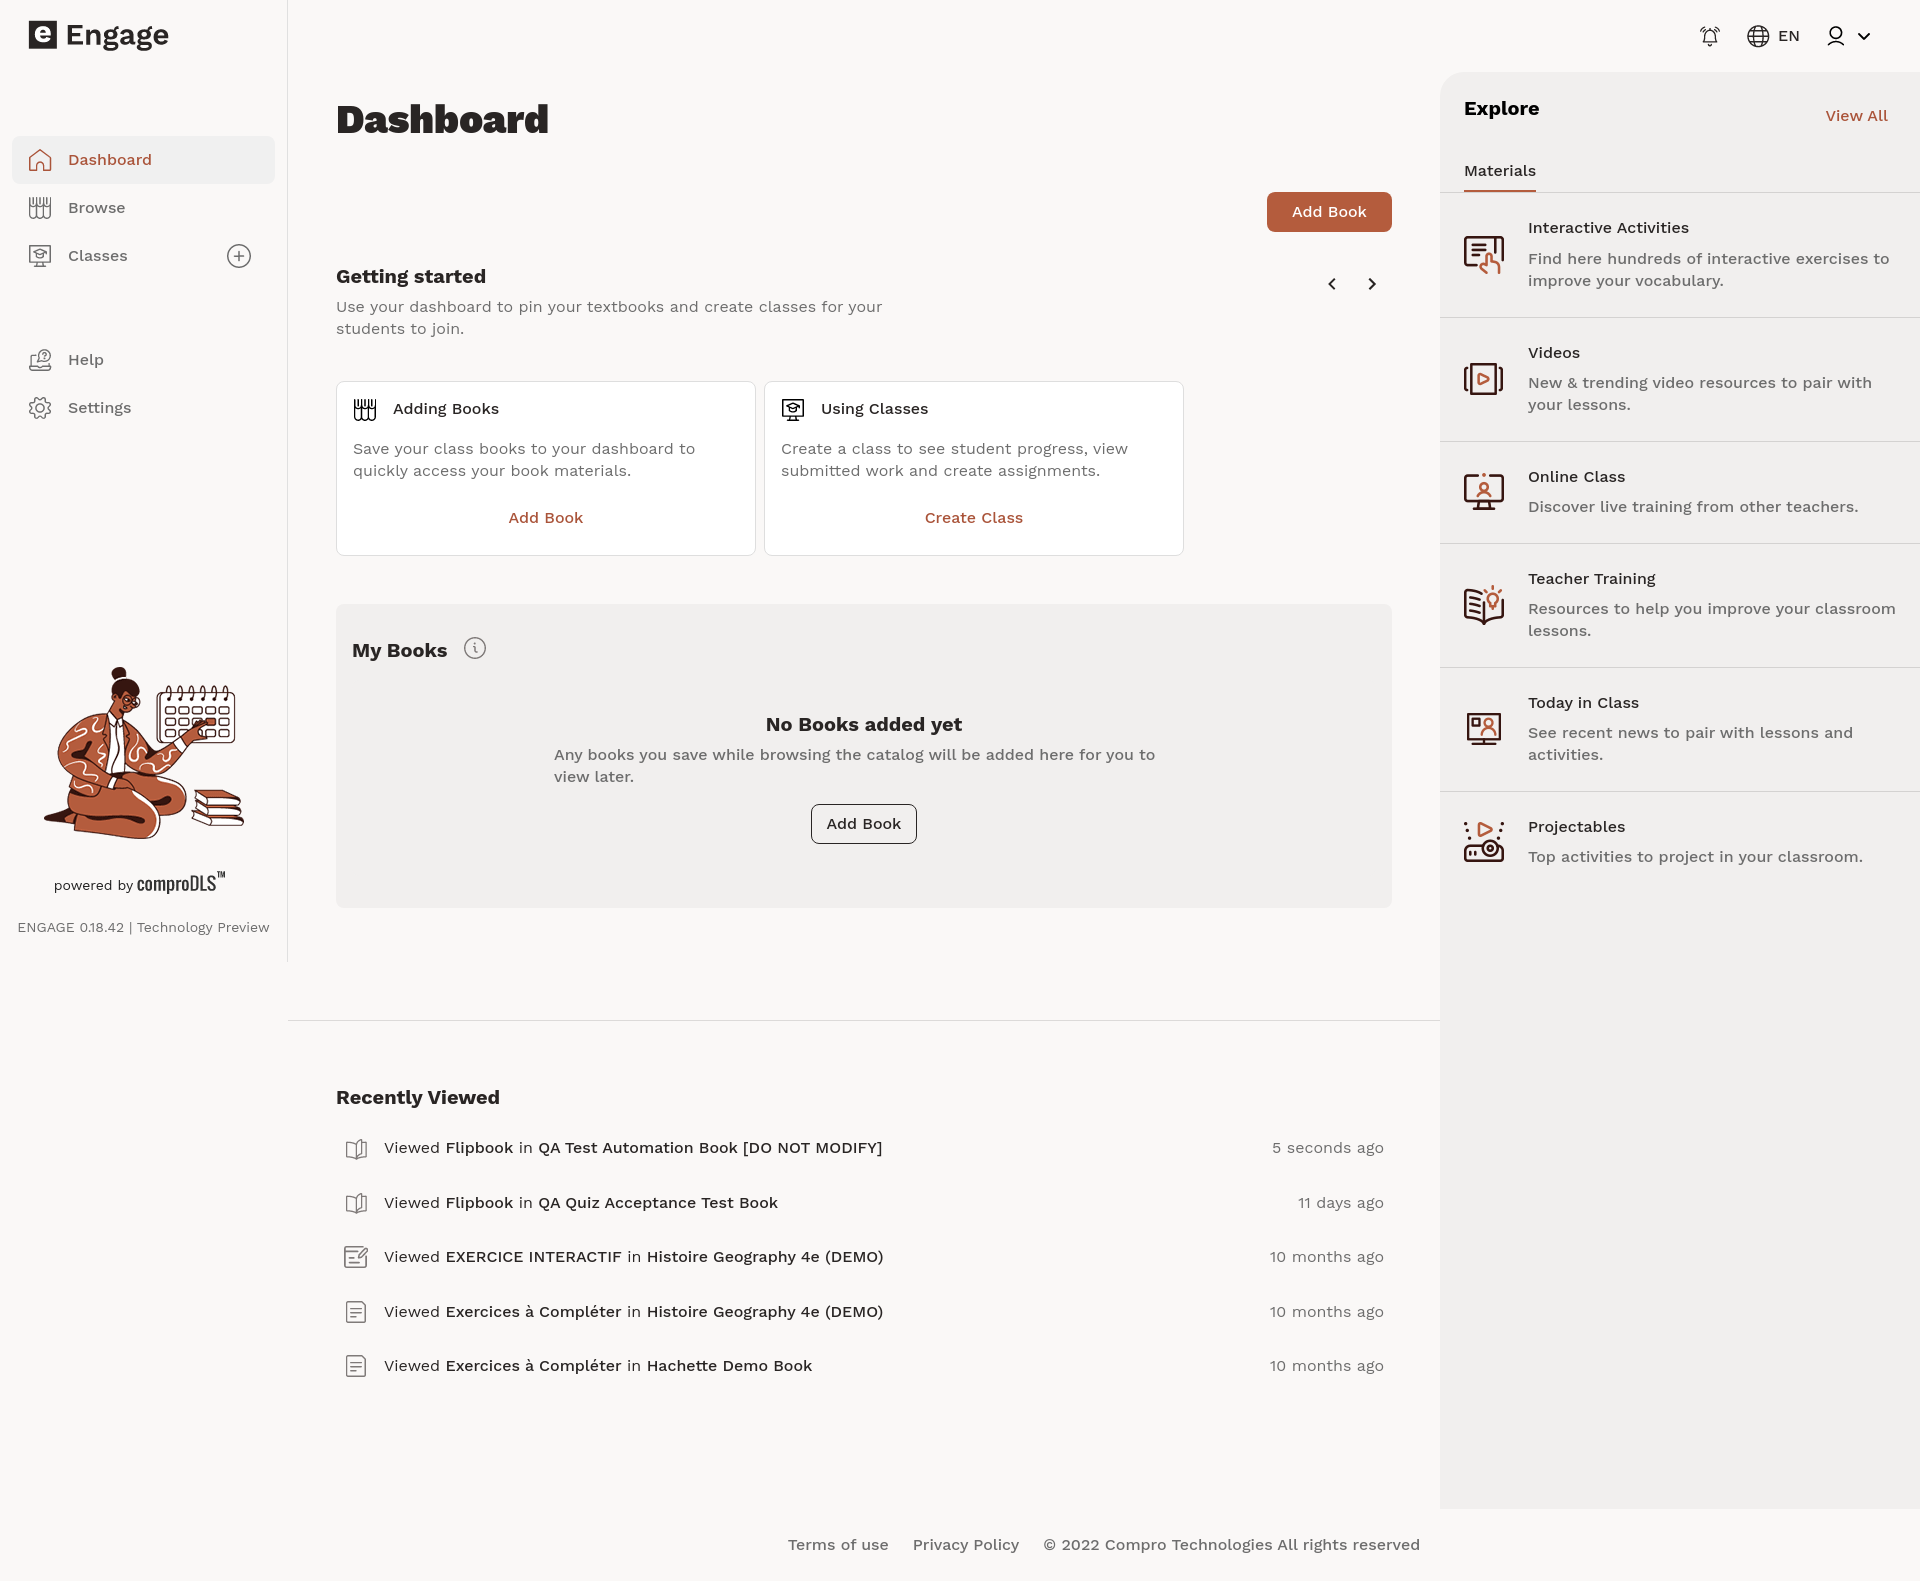 e Engage
EN
Dashboard
Browse
Classes
Help
Settings
powered by comproDLS™
ENGAGE 0.18.42 | Technology Preview
Dashboard
Add Book
Getting started
Use your dashboard to pin your textbooks and create classes for your
students to join.
Adding Books
Save your class books to your dashboard to
quickly access your book materials.
Add Book
Using Classes
Create a class to see student progress, view
submitted work and create assignments.
Create Class
My Books
No Books added yet
Any books you save while browsing the catalog will be added here for you to
view later.
Add Book
Recently Viewed
Viewed Flipbook in QA Test Automation Book [DO NOT MODIFY] 5 seconds ago
Viewed Flipbook in QA Quiz Acceptance Test Book 11 days ago
Viewed EXERCICE INTERACTIF in Histoire Geography 4e (DEMO) 10 months ago
Viewed Exercices à Compléter in Histoire Geography 4e (DEMO) 10 months ago
Viewed Exercices à Compléter in Hachette Demo Book 10 months ago
Explore
View All
Materials
Interactive Activities
Find here hundreds of interactive exercises to
improve your vocabulary.
Videos
New & trending video resources to pair with
your lessons.
Online Class
Discover live training from other teachers.
Teacher Training
Resources to help you improve your classroom
lessons.
Today in Class
See recent news to pair with lessons and
activities.
Projectables
Top activities to project in your classroom.
Terms of use Privacy Policy © 2022 Compro Technologies All rights reserved